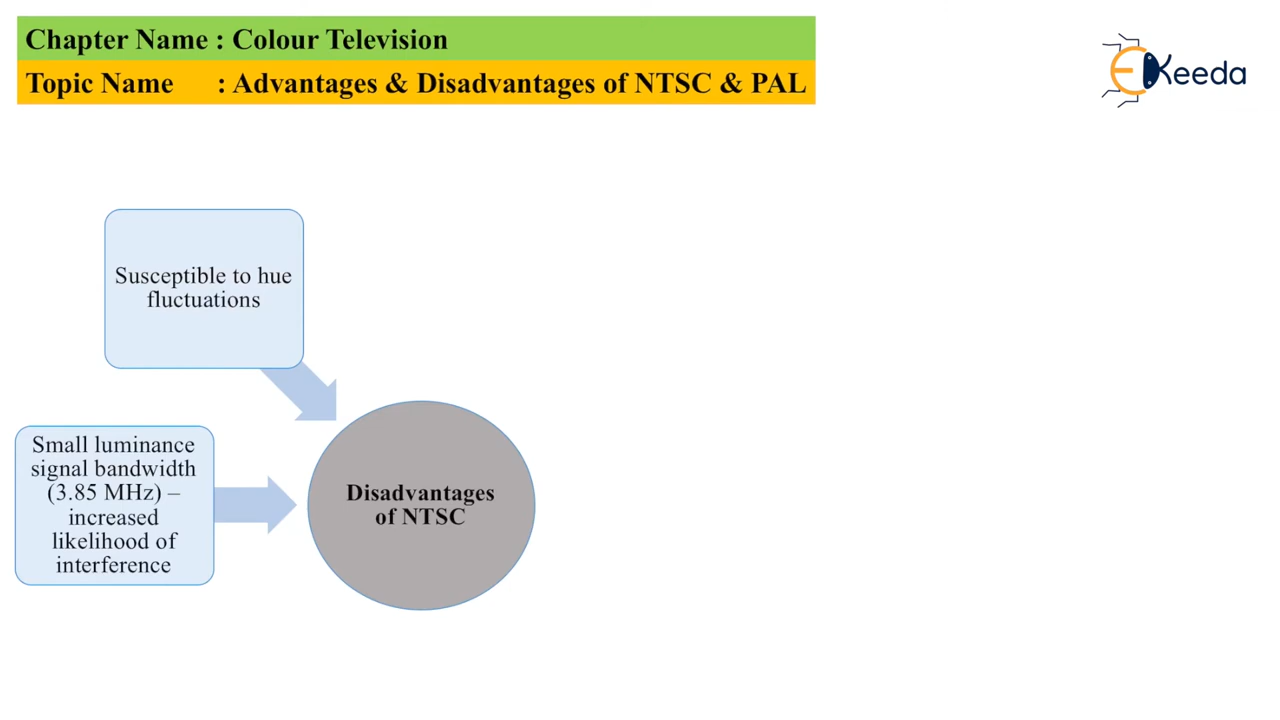 Chapter Name : Colour Television
Topic Name : Advantages & Disadvantages of NTSC & PAL
EKeeda
Susceptible to hue
fluctuations
Small luminance
signal bandwidth
(3.85 MHz) –
increased
likelihood of
interference
Disadvantages
of NTSC